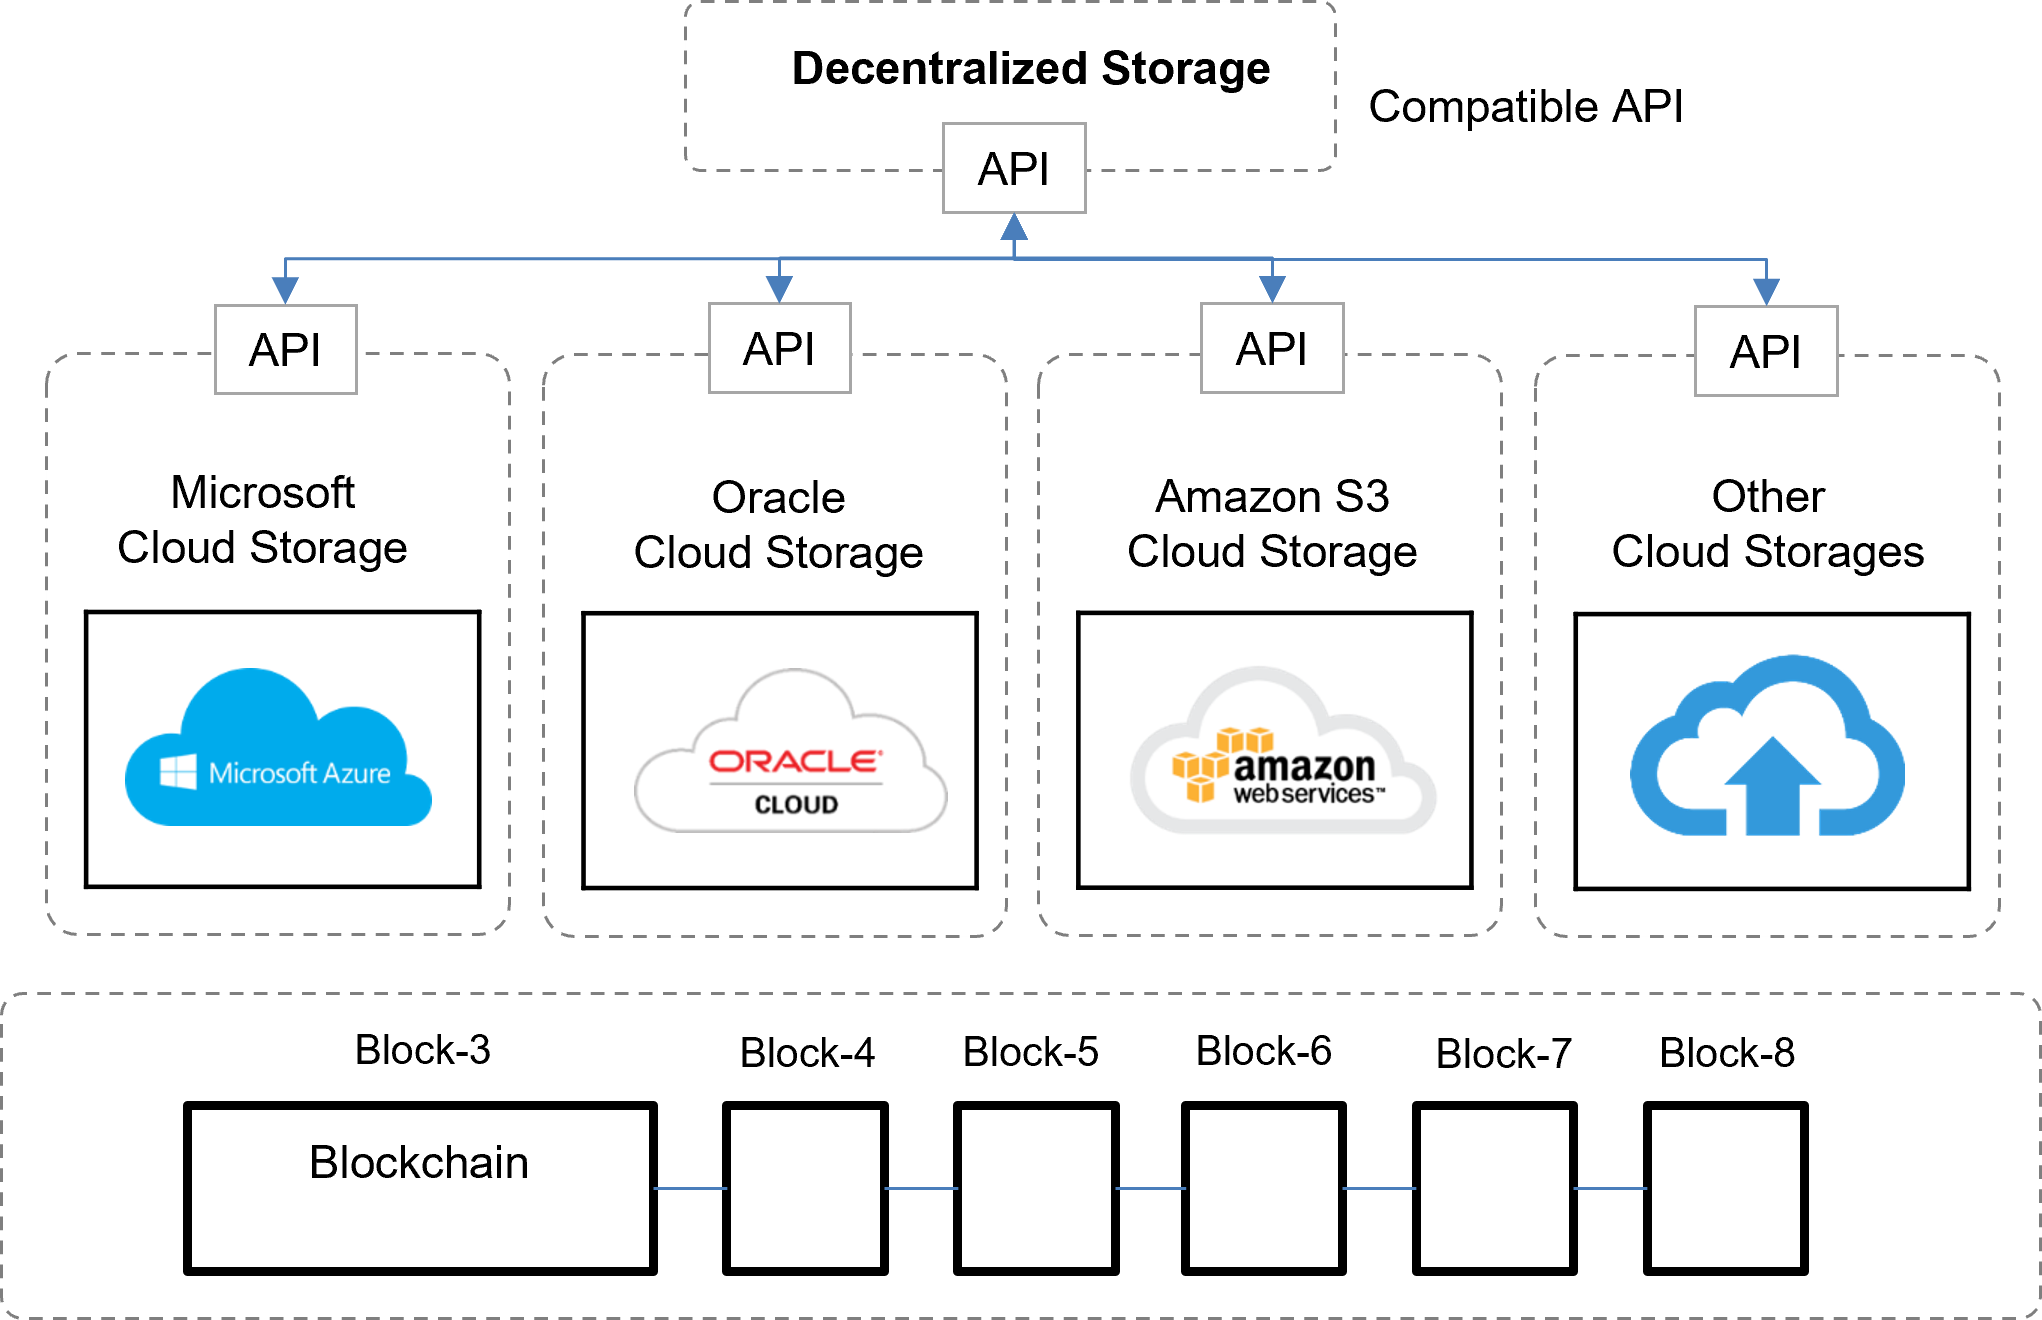 Decentralized Storage
Compatible API
API
API
API
API
API
Microsoft
Cloud Storage
Oracle
Cloud Storage
Amazon S3
Cloud Storage
Other
Cloud Storages
Microsoft Azure
ORACLE®
CLOUD
amazon
web services™
Block-3
Block-4
Block-5
Block-6
Block-7
Block-8
Blockchain